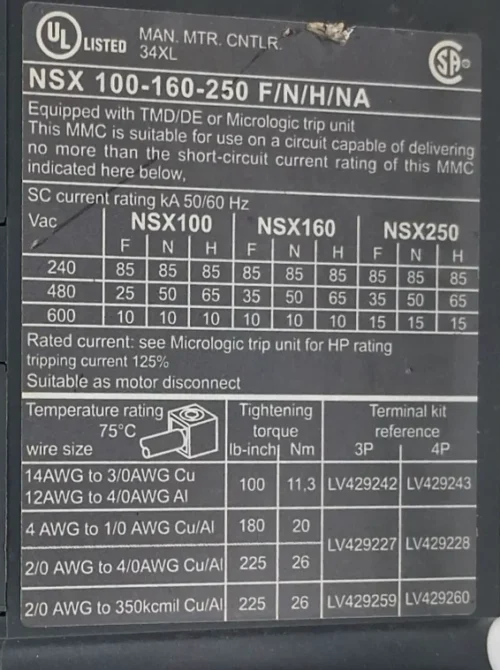 UL LISTED MAN. MTR. CNTLR.
34XL
SA
NSX 100-160-250 F/N/H/NA
Equipped with TMD/DE or Micrologic trip unit
This MMC is suitable for use on a circuit capable of delivering
no more than the short-circuit current rating of this MMC
indicated here below,
SC current rating kA 50/60 Hz
Vac NSX100 NSX160 NSX250
F N H F N H F N H
240 85 85 85 85 85 85 85 85 85
480 25 50 65 35 50 65 35 50 65
600 10 10 10 10 10 10 15 15 15
Rated current: see Micrologic trip unit for HP rating
tripping current 125%
Suitable as motor disconnect
Temperature rating Tightening Terminal kit
75°C torque reference
wire size lb-inch Nm 3P 4P
14AWG to 3/0AWG Cu
12AWG to 4/0AWG Al
100 11,3 LV429242 LV429243
4 AWG to 1/0 AWG Cu/Al 180 20
LV429227 LV429228
2/0 AWG to 4/0AWG Cu/Al 225 26
2/0 AWG to 350kcmil Cu/Al 225 26 LV429259 LV429260